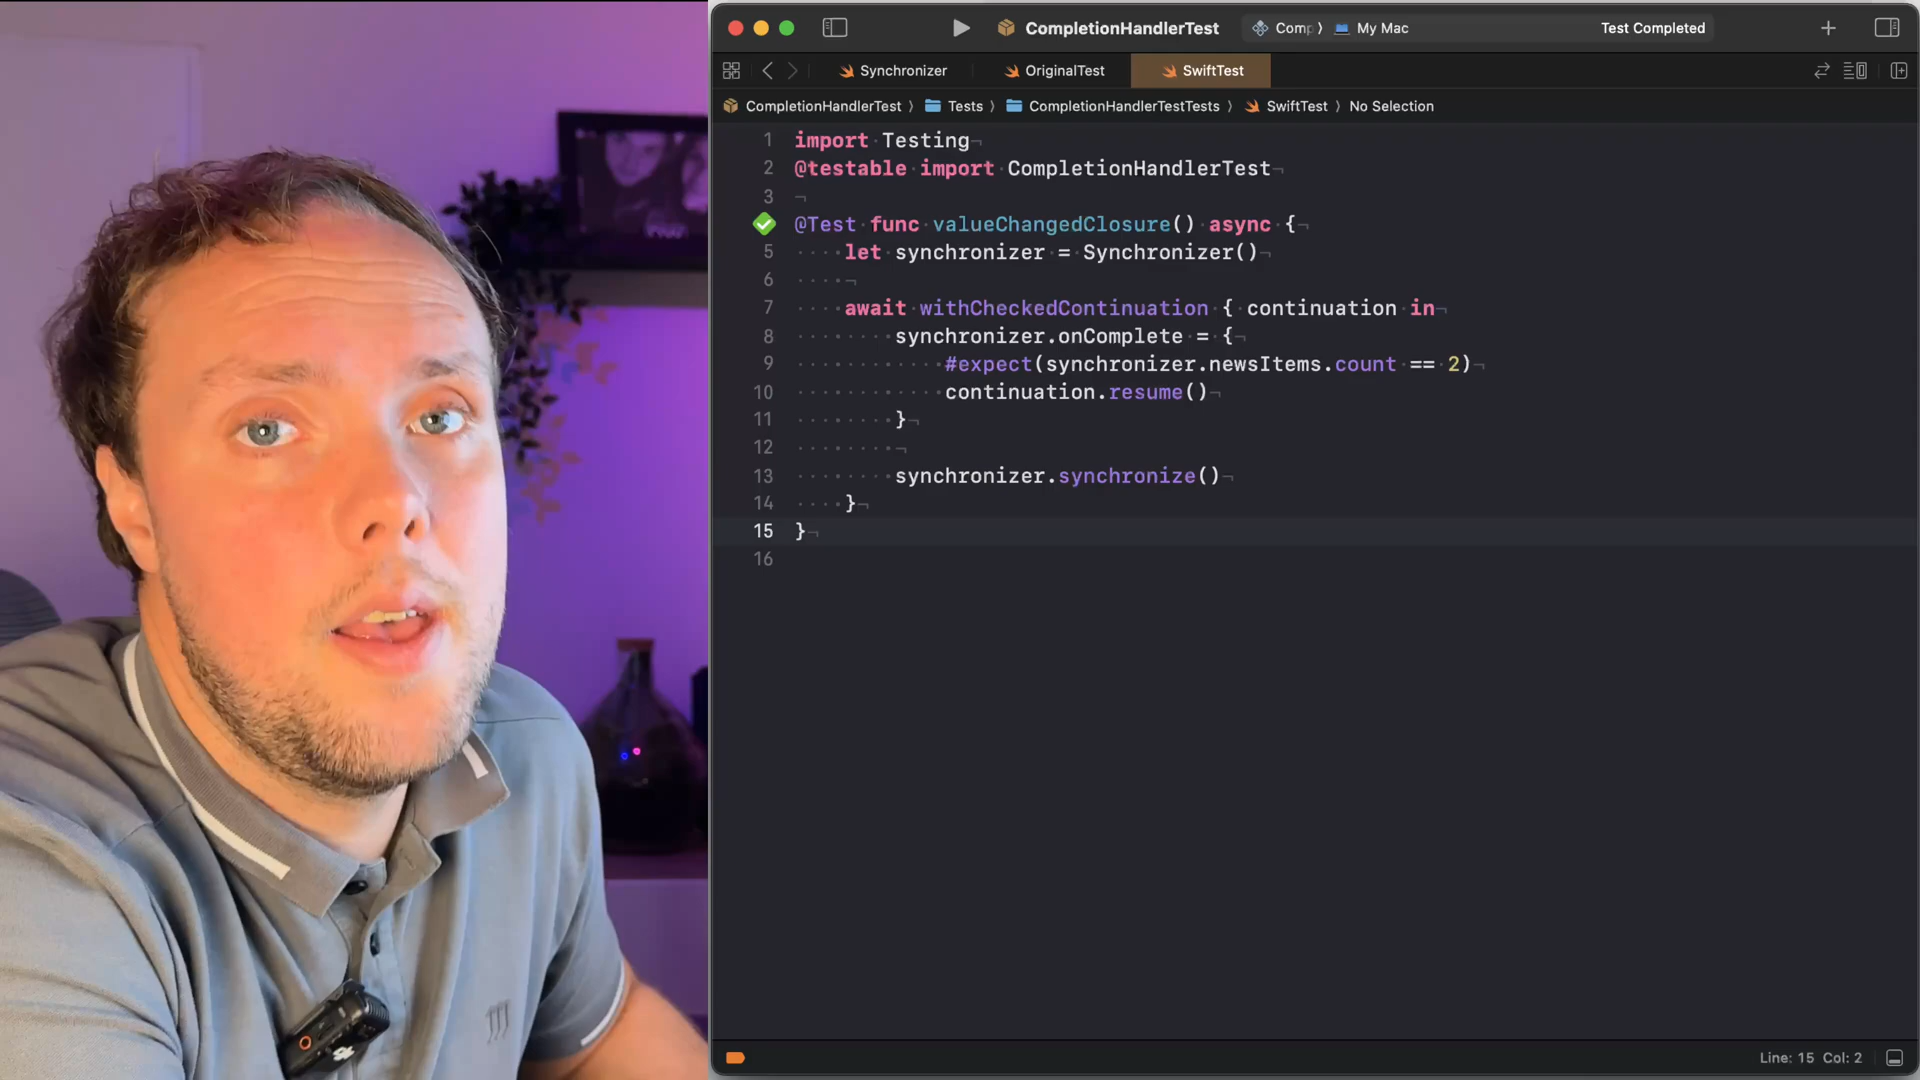 CompletionHandlerTest
Comp
My Mac
Test Completed
Synchronizer
OriginalTest
SwiftTest
CompletionHandlerTest
Tests
CompletionHandlerTestTests
SwiftTest
No Selection
1 import Testing
2 @testable import CompletionHandlerTest
3
@Test func valueChangedClosure() async {
5 let synchronizer = Synchronizer()
6
7 await withCheckedContinuation { continuation in
8 synchronizer.onComplete = {
9 #expect(synchronizer.newsItems.count == 2)
10 continuation.resume()
11 }
12
13 synchronizer.synchronize()
14 }
15 }
16
Line: 15 Col: 2